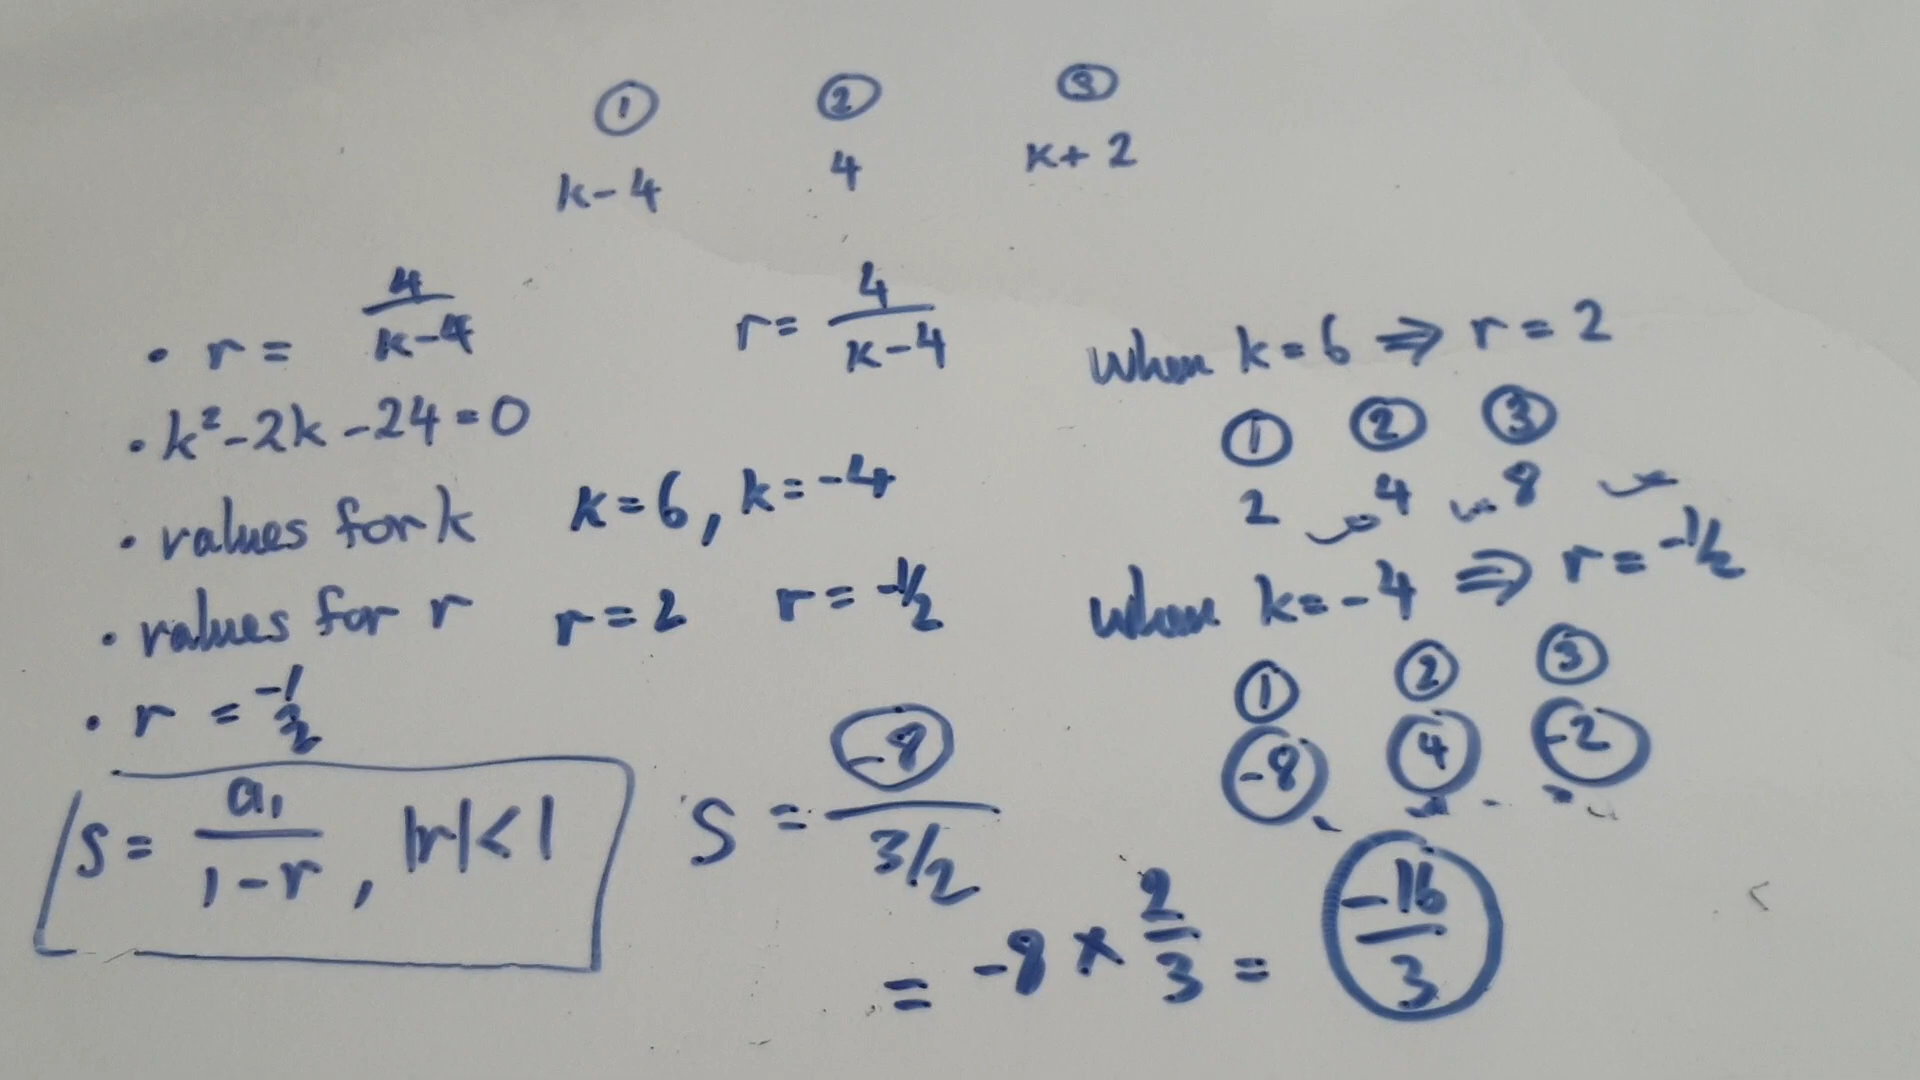 ① ② ③
k-4 4 k+2
• r = 4/(k-4)
• k²-2k-24=0
• values for k k=6, k=-4
• values for r r=2 r=-1/2
• r = -1/2
S = a₁/(1-r), |r|<1
r= 4/(k-4)
When k=6 ⇒ r=2
① ② ③
2 4 8
When k=-4 ⇒ r=-1/2
① ② ③
-8 4 -2
S = -8/(3/2)
= -8 × 2/3 = -16/3